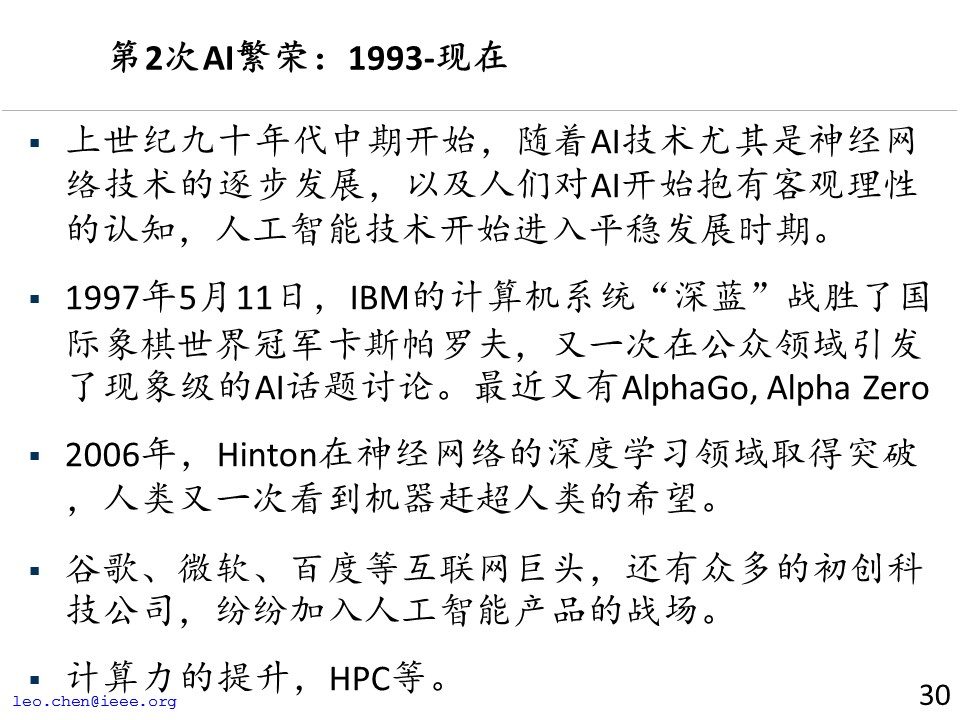 第2次AI繁荣：1993-现在
▪ 上世纪九十年代中期开始，随着AI技术尤其是神经网
络技术的逐步发展，以及人们对AI开始抱有客观理性
的认知，人工智能技术开始进入平稳发展时期。
▪ 1997年5月11日，IBM的计算机系统“深蓝”战胜了国
际象棋世界冠军卡斯帕罗夫，又一次在公众领域引发
了现象级的AI话题讨论。最近又有AlphaGo, Alpha Zero
▪ 2006年，Hinton在神经网络的深度学习领域取得突破
，人类又一次看到机器赶超人类的希望。
▪ 谷歌、微软、百度等互联网巨头，还有众多的初创科
技公司，纷纷加入人工智能产品的战场。
▪ 计算力的提升，HPC等。
leo.chen@ieee.org
30